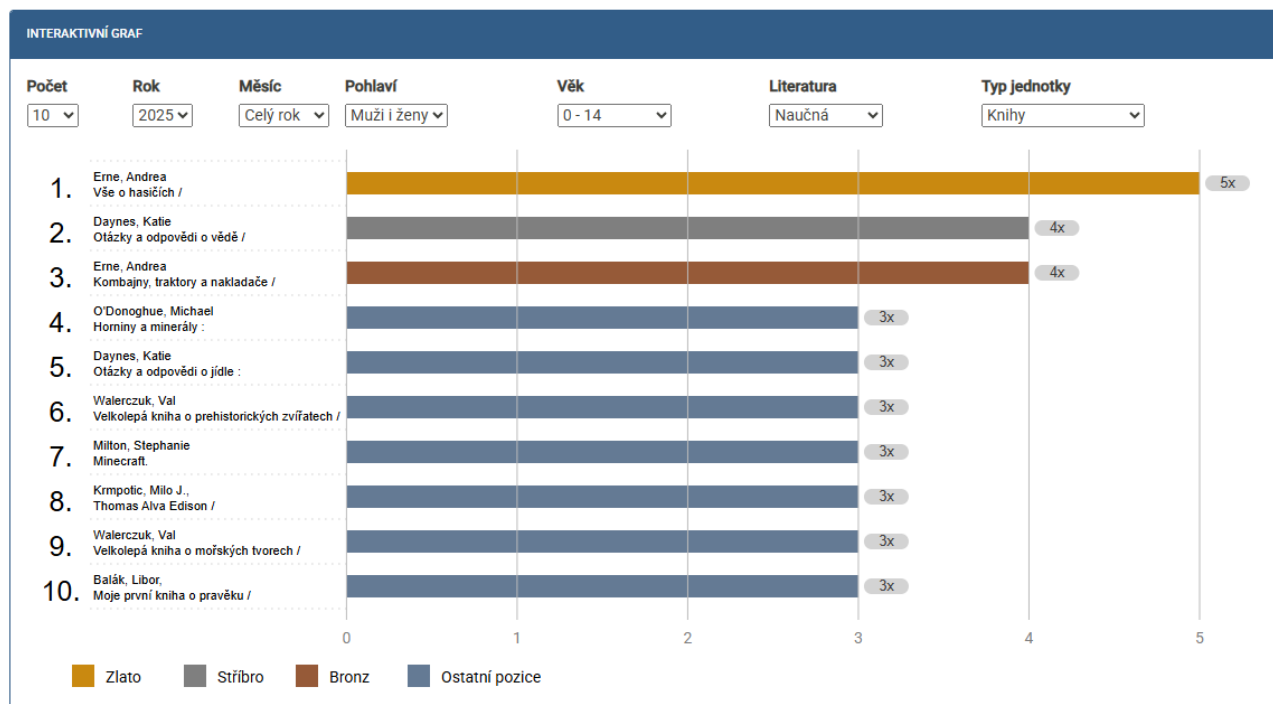 INTERAKTIVNÍ GRAF
Počet Rok Měsíc Pohlaví Věk Literatura Typ jednotky
10 2025 Celý rok Muži i ženy 0 - 14 Naučná Knihy
1. Erne, Andrea
Vše o hasičích /
5x
2. Daynes, Katie
Otázky a odpovědi o vědě /
4x
3. Erne, Andrea
Kombajny, traktory a nakladače /
4x
4. O'Donoghue, Michael
Horniny a minerály :
3x
5. Daynes, Katie
Otázky a odpovědi o jídle :
3x
6. Walerczuk, Val
Velkolepá kniha o prehistorických zvířatech /
3x
7. Milton, Stephanie
Minecraft.
3x
8. Krmpotic, Milo J.,
Thomas Alva Edison /
3x
9. Walerczuk, Val
Velkolepá kniha o mořských tvorech /
3x
10. Balák, Libor,
Moje první kniha o pravěku /
3x
0 1 2 3 4 5
Zlato Stříbro Bronz Ostatní pozice